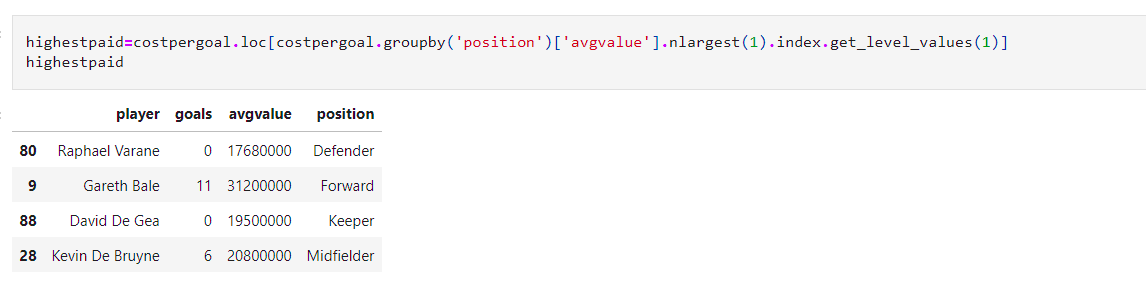 highestpaid=costpergoal.loc[costpergoal.groupby('position')['avgvalue'].nlargest(1).index.get_level_values(1)]
highestpaid
player goals avgvalue position
80 Raphael Varane 0 17680000 Defender
9 Gareth Bale 11 31200000 Forward
88 David De Gea 0 19500000 Keeper
28 Kevin De Bruyne 6 20800000 Midfielder